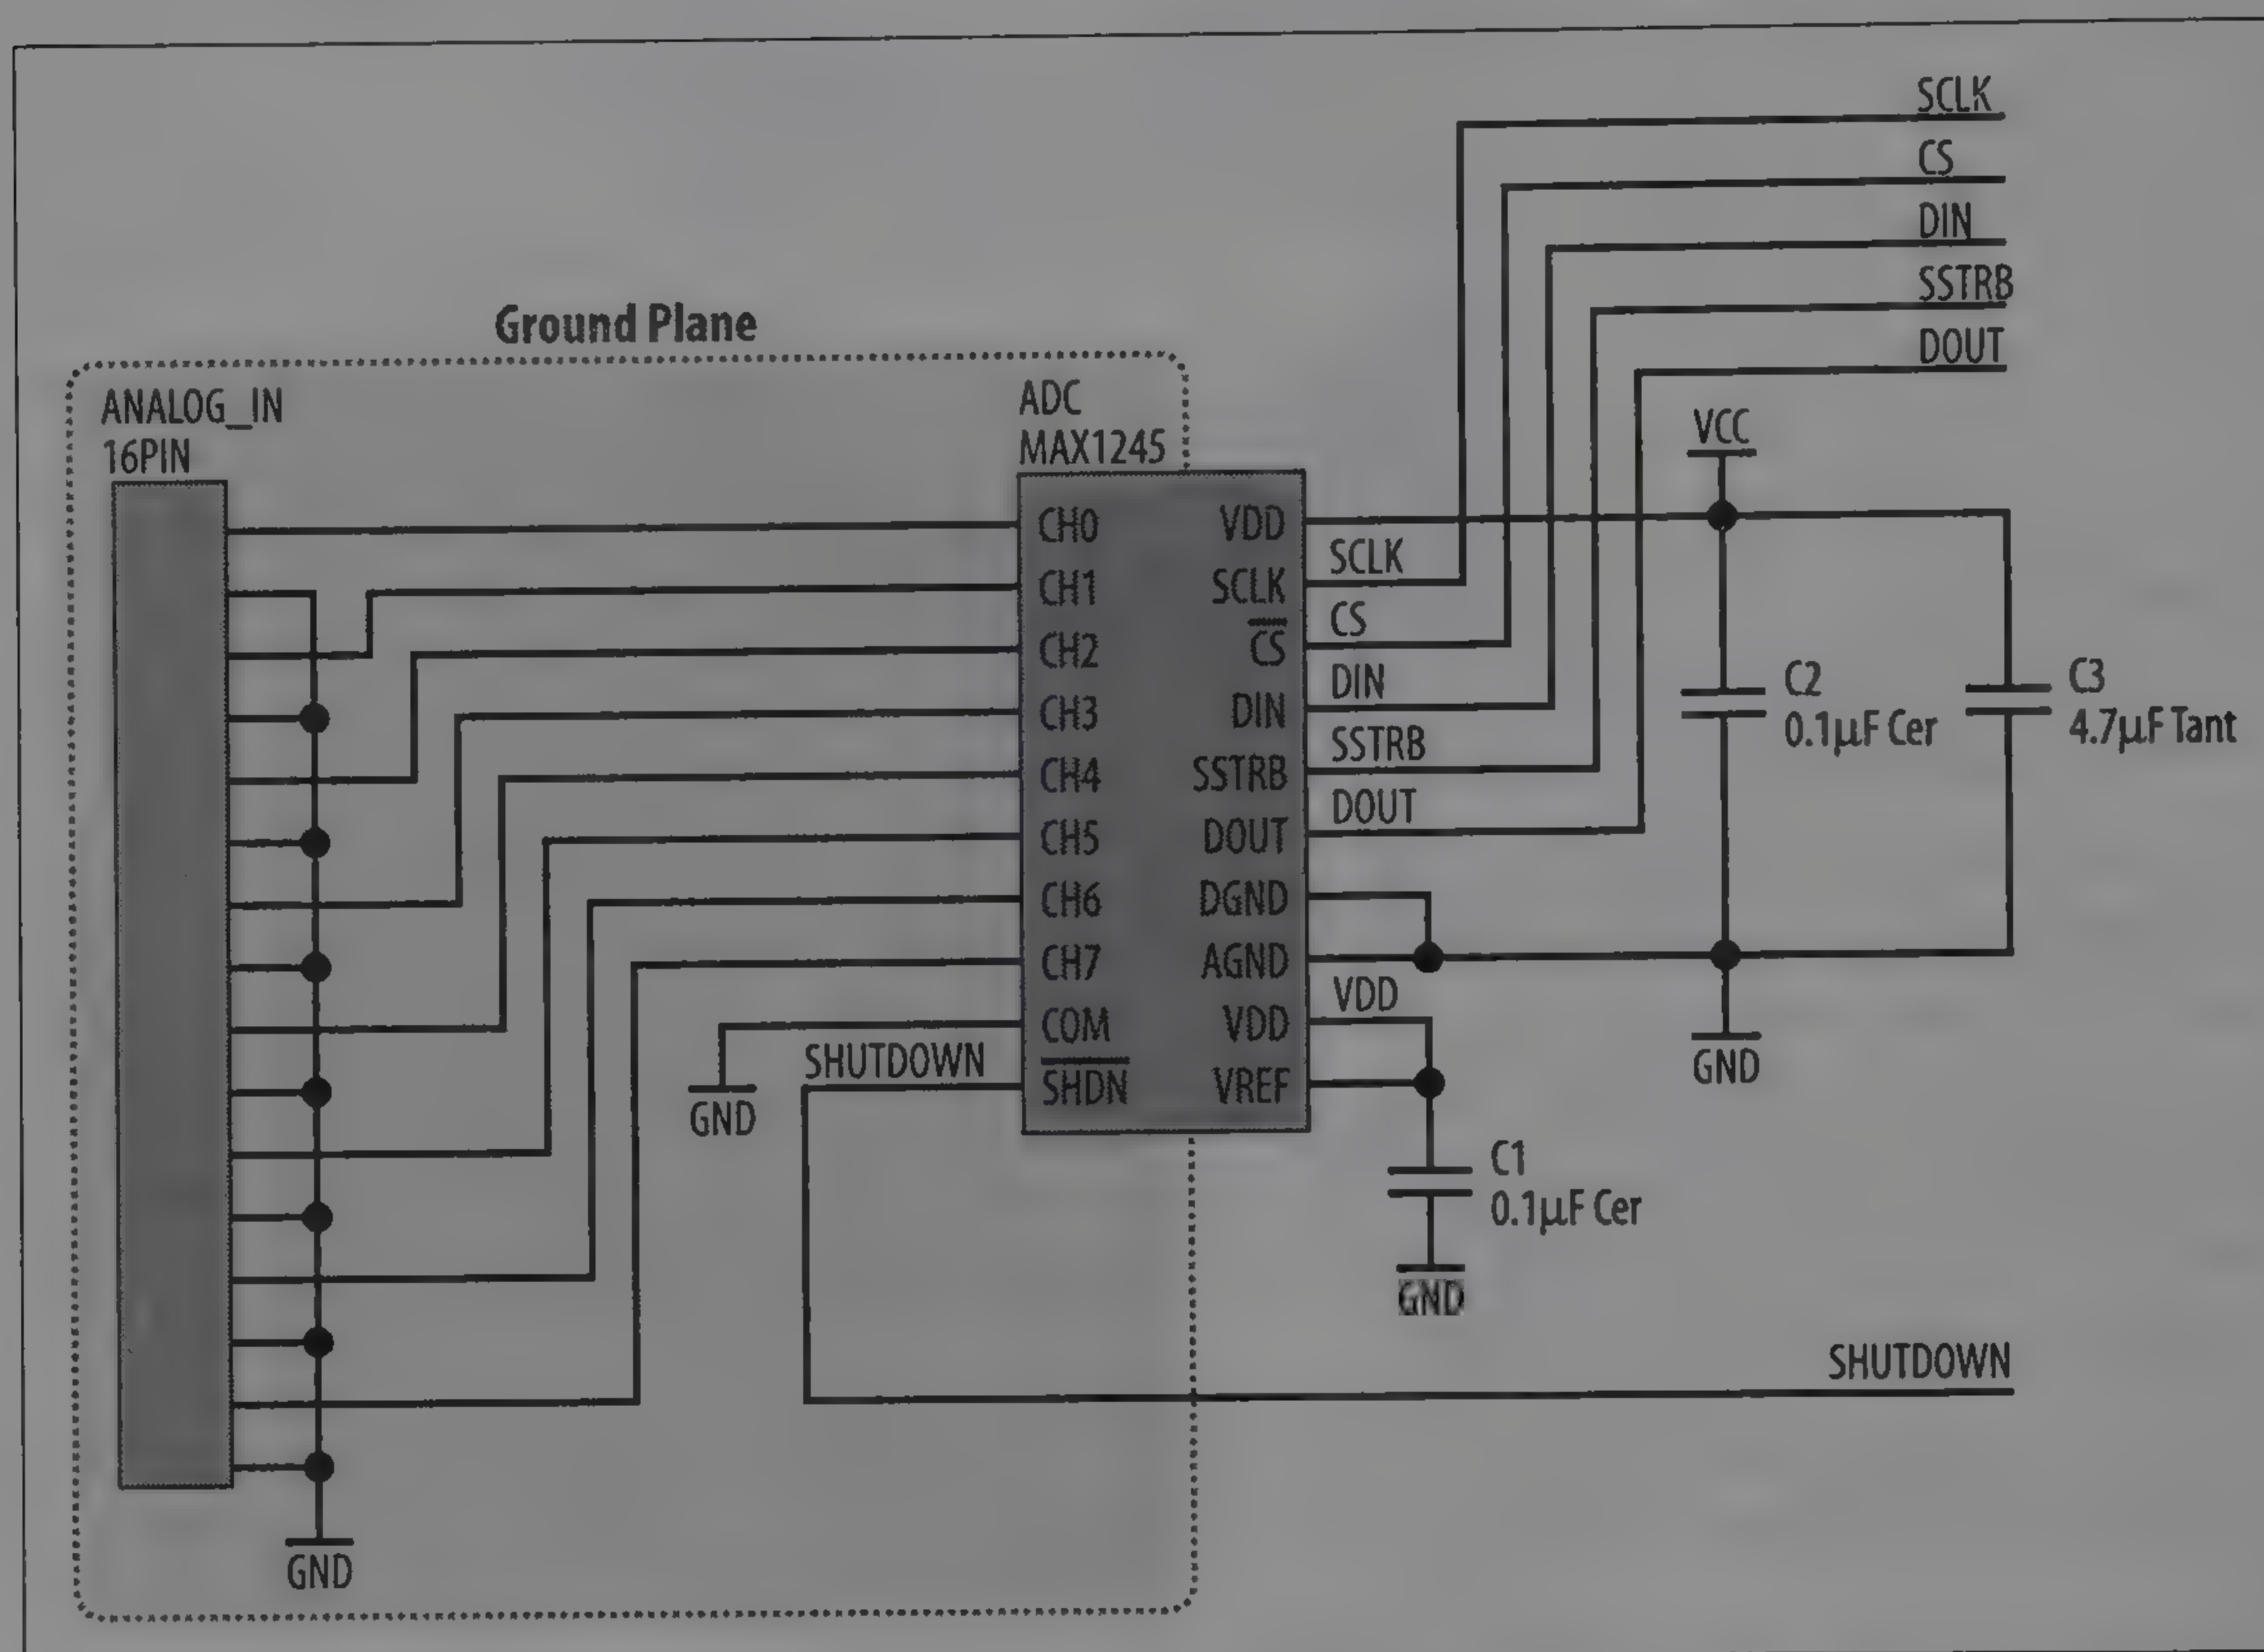 SCLK
CS
DIN
SSTRB
DOUT
Ground Plane
ANALOG_IN
16PIN
ADC
MAX1245
VCC
CH0
CH1
CH2
CH3
CH4
CH5
CH6
CH7
COM
SHDN
VDD
SCLK
CS
DIN
SSTRB
DOUT
DGND
AGND
VDD
VREF
SCLK
CS
DIN
SSTRB
DOUT
VDD
C2
0.1µF Cer
C3
4.7µF Tant
GND
SHUTDOWN
GND
C1
0.1µF Cer
GND
SHUTDOWN
GND